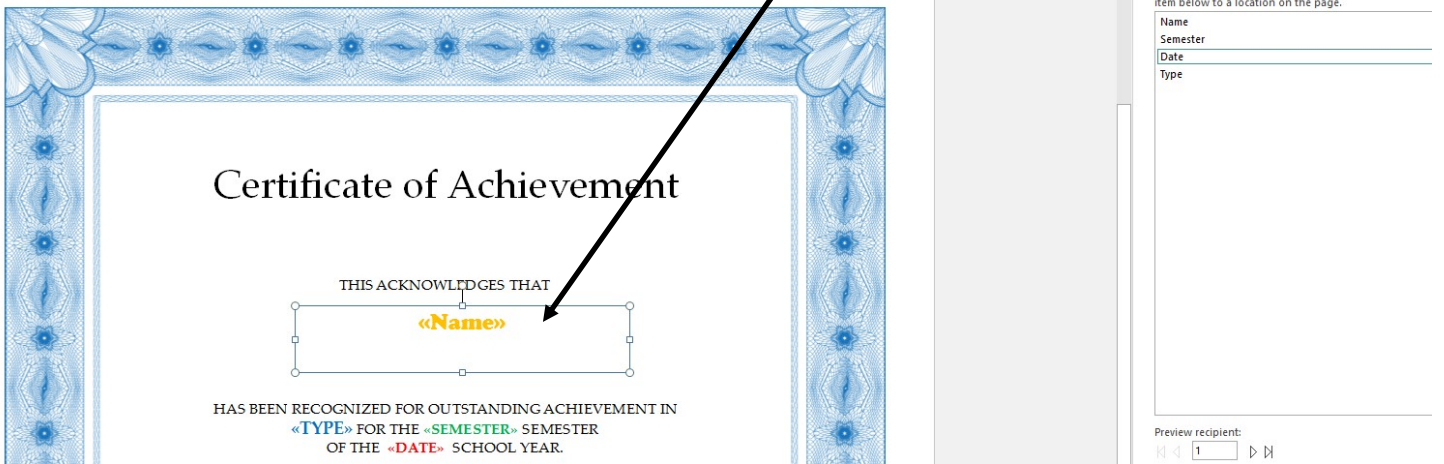 item below to a location on the page.
Name
Semester
Date
Type
Certificate of Achievement
THIS ACKNOWLEDGES THAT
«Name»
HAS BEEN RECOGNIZED FOR OUTSTANDING ACHIEVEMENT IN
«TYPE» FOR THE «SEMESTER» SEMESTER
OF THE «DATE» SCHOOL YEAR.
Preview recipient:
1